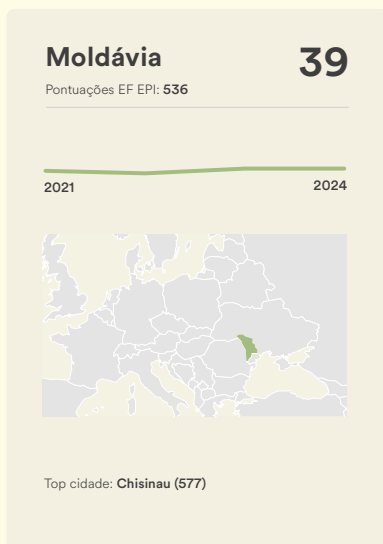 Moldávia
39
Pontuações EF EPI: 536
2021
2024
Top cidade: Chisinau (577)